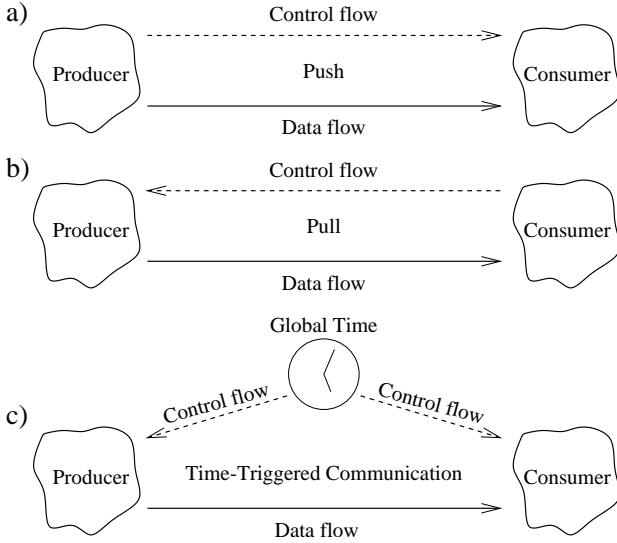 a)
Control flow
Producer
Push
Consumer
Data flow
b)
Control flow
Producer
Pull
Consumer
Data flow
Global Time
Control flow
Control flow
c)
Producer
Time-Triggered Communication
Consumer
Data flow